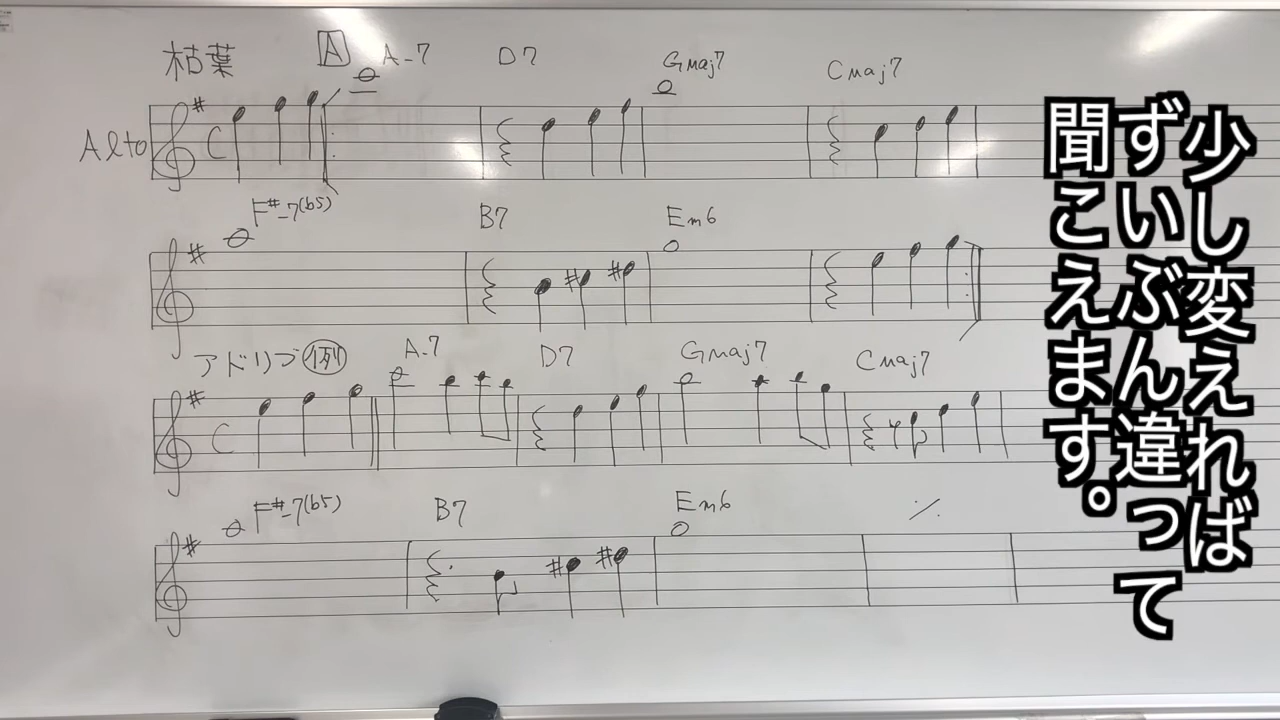 枯葉 A A-7 D7 Gmaj7 Cmaj7
Alto
F#-7(b5) B7 Em6
アドリブ例 A-7 D7 Gmaj7 Cmaj7
F#-7(b5) B7 Em6 ٪
少し変えれば
ずいぶん違って
聞こえます。